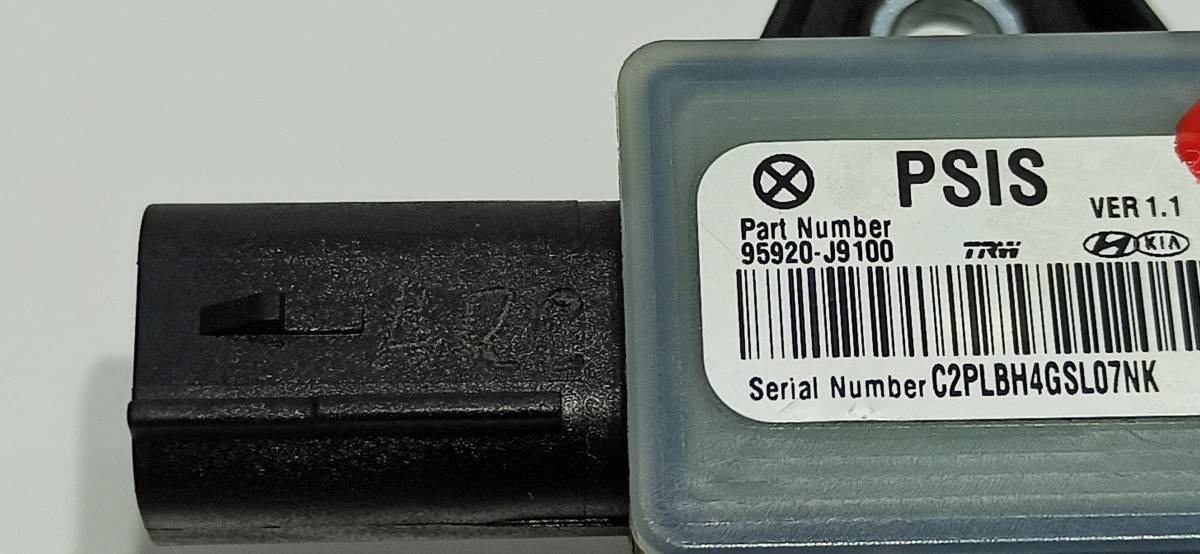 PSIS
VER 1.1
Part Number
95920-J9100
TRW
KIA
Serial Number C2PLBH4GSL07NK